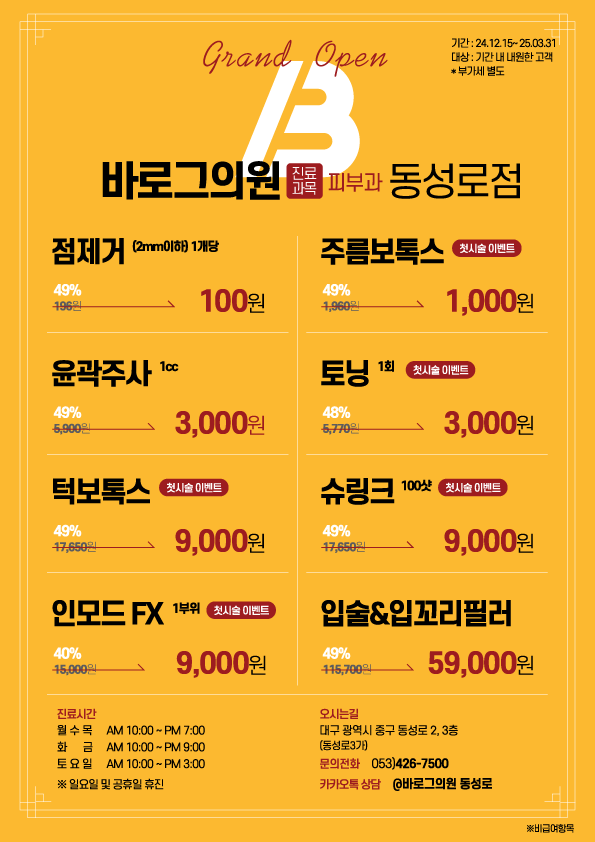 Grand Open
기간 : 24.12.15~ 25.03.31
대상 : 기간 내 내원한 고객
* 부가세 별도
B
바로그의원 진료과목 피부과 동성로점
점제거 (2mm이하) 1개당
49%
196원 100원
주름보톡스 첫시술 이벤트
49%
1,960원 1,000원
윤곽주사 1cc
49%
5,900원 3,000원
토닝 1회 첫시술 이벤트
48%
5,770원 3,000원
턱보톡스 첫시술 이벤트
49%
17,650원 9,000원
슈링크 100샷 첫시술 이벤트
49%
17,650원 9,000원
인모드 FX 1부위 첫시술 이벤트
40%
15,000원 9,000원
입술&입꼬리필러
49%
115,700원 59,000원
진료시간
월 수 목 AM 10:00 ~ PM 7:00
화 금 AM 10:00 ~ PM 9:00
토 요 일 AM 10:00 ~ PM 3:00
※ 일요일 및 공휴일 휴진
오시는길
대구 광역시 중구 동성로 2, 3층
(동성로3가)
문의전화 053)426-7500
카카오톡 상담 @바로그의원 동성로
※비급여항목